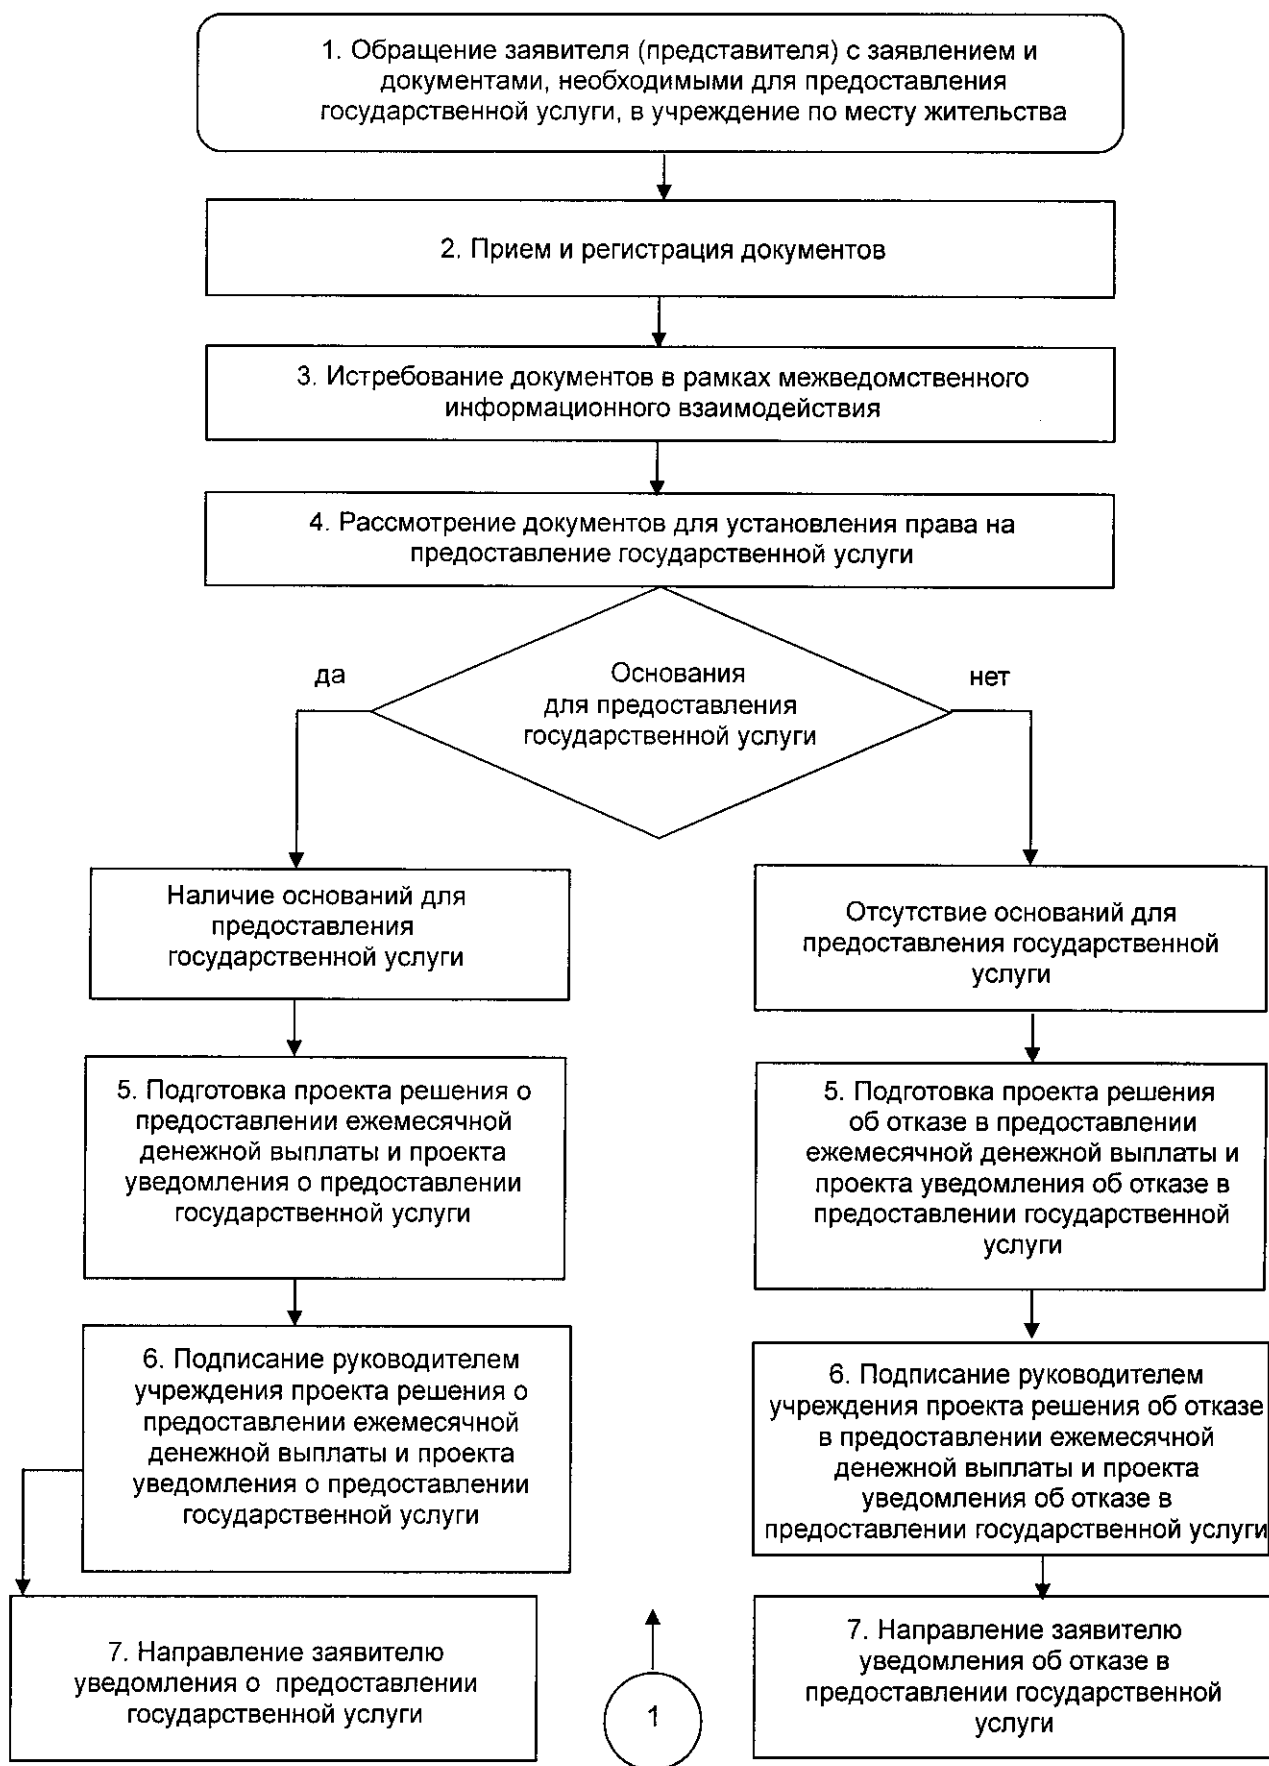 1. Обращение заявителя (представителя) с заявлением и
документами, необходимыми для предоставления
государственной услуги, в учреждение по месту жительства
2. Прием и регистрация документов
3. Истребование документов в рамках межведомственного
информационного взаимодействия
4. Рассмотрение документов для установления права на
предоставление государственной услуги
да
Основания
для предоставления
государственной услуги
нет
Наличие оснований для
предоставления
государственной услуги
Отсутствие оснований для
предоставления государственной
услуги
5. Подготовка проекта решения о
предоставлении ежемесячной
денежной выплаты и проекта
уведомления о предоставлении
государственной услуги
5. Подготовка проекта решения
об отказе в предоставлении
ежемесячной денежной выплаты и
проекта уведомления об отказе в
предоставлении государственной
услуги
6. Подписание руководителем
учреждения проекта решения о
предоставлении ежемесячной
денежной выплаты и проекта
уведомления о предоставлении
государственной услуги
6. Подписание руководителем
учреждения проекта решения об отказе
в предоставлении ежемесячной
денежной выплаты и проекта
уведомления об отказе в
предоставлении государственной услуги
7. Направление заявителю
уведомления о предоставлении
государственной услуги
1
7. Направление заявителю
уведомления об отказе в
предоставлении государственной
услуги